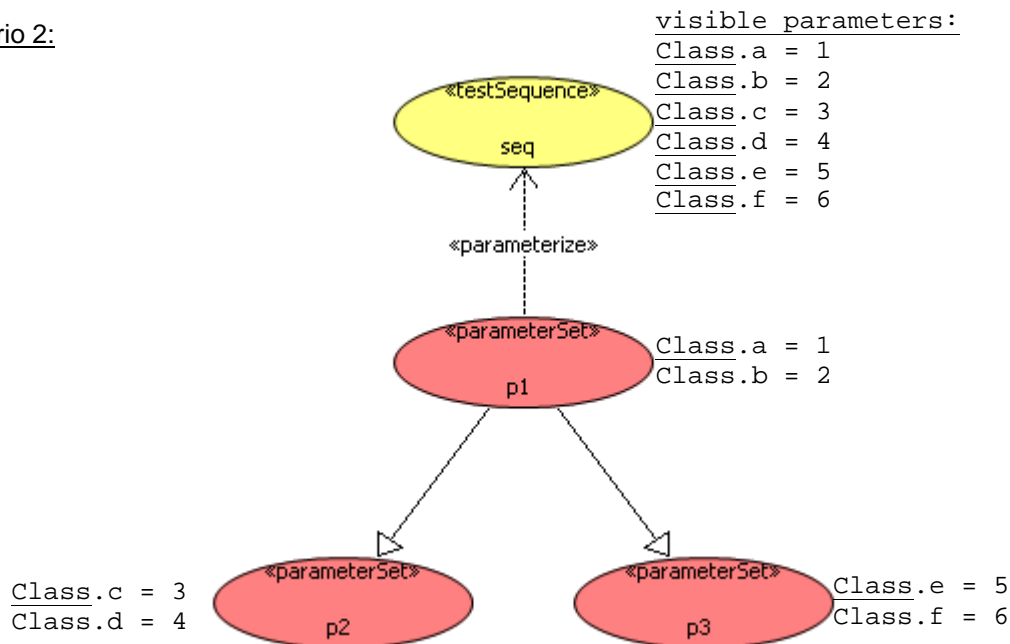 rio 2:
visible parameters:
Class.a = 1
Class.b = 2
Class.c = 3
Class.d = 4
Class.e = 5
Class.f = 6
«testSequence»
seq
«parameterize»
«parameterSet»
p1
Class.a = 1
Class.b = 2
Class.c = 3
Class.d = 4
«parameterSet»
p2
«parameterSet»
p3
Class.e = 5
Class.f = 6